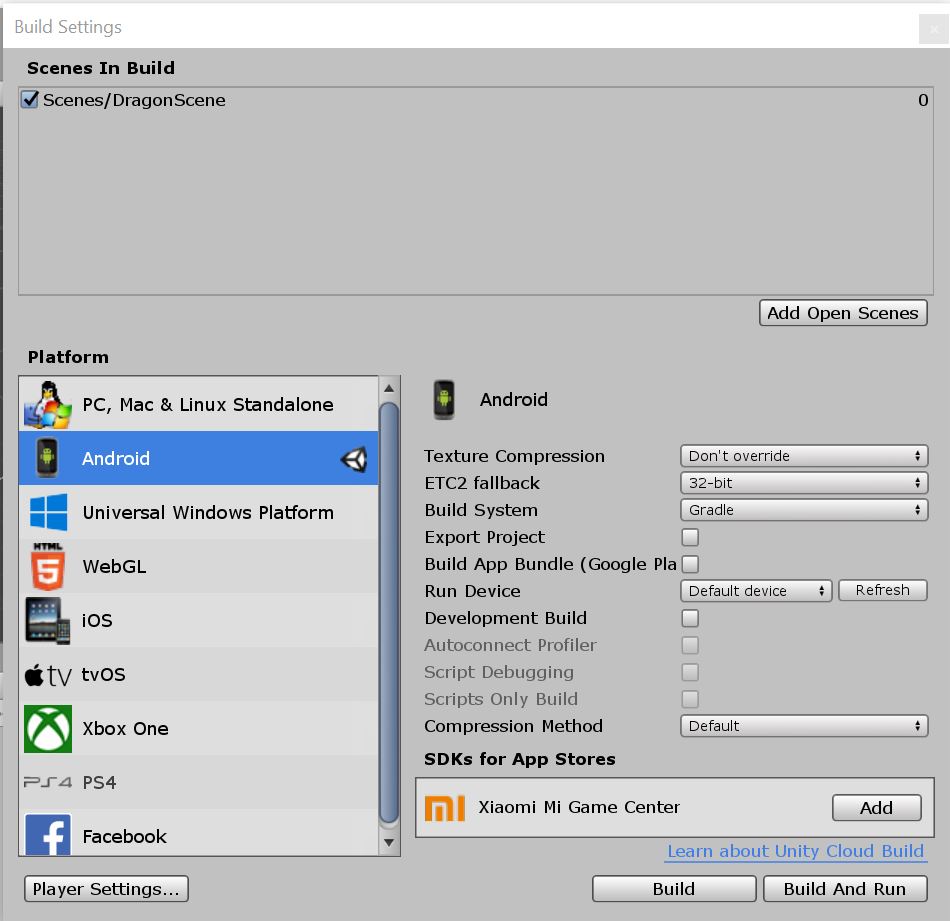 Build Settings
Scenes In Build
Scenes/DragonScene 0
Add Open Scenes
Platform
PC, Mac & Linux Standalone
Android
Universal Windows Platform
HTML
5
WebGL
iOS
tv tvOS
Xbox One
PS4 PS4
f Facebook
Android
Texture Compression Don't override
ETC2 fallback 32-bit
Build System Gradle
Export Project
Build App Bundle (Google Pla
Run Device Default device Refresh
Development Build
Autoconnect Profiler
Script Debugging
Scripts Only Build
Compression Method Default
SDKs for App Stores
mi Xiaomi Mi Game Center Add
Learn about Unity Cloud Build
Player Settings... Build Build And Run